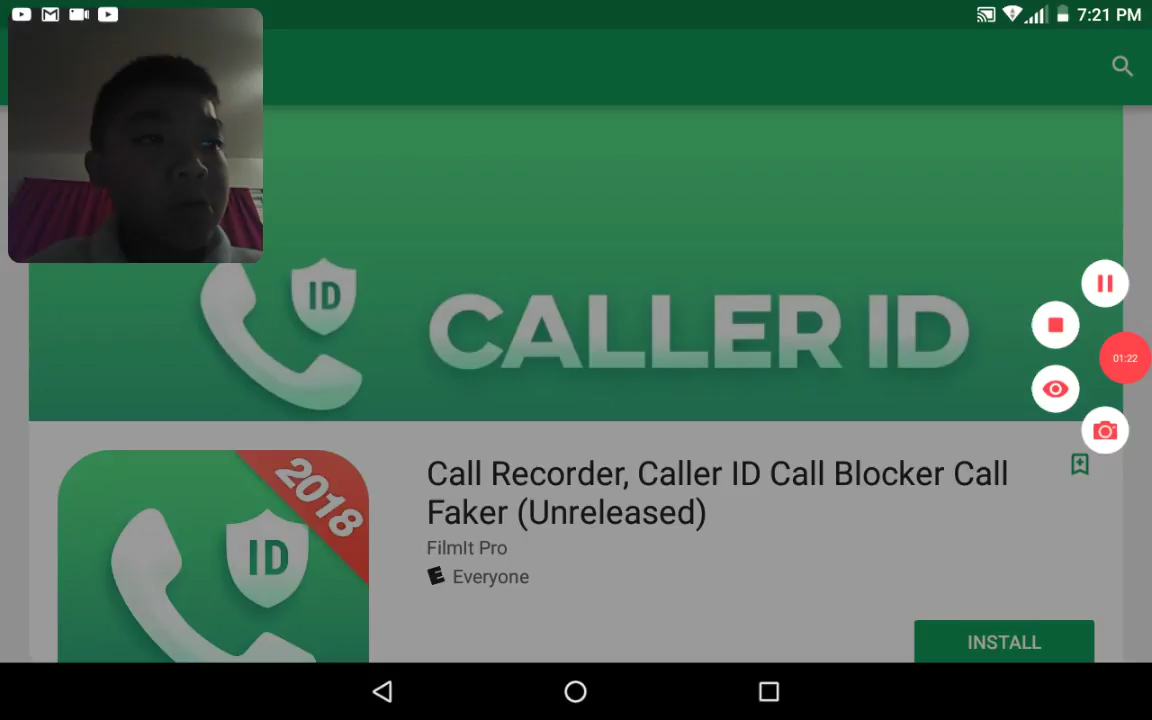 7:21 PM
ID
CALLER ID
01:22
2018
ID
Call Recorder, Caller ID Call Blocker Call
Faker (Unreleased)
FilmIt Pro
E Everyone
INSTALL